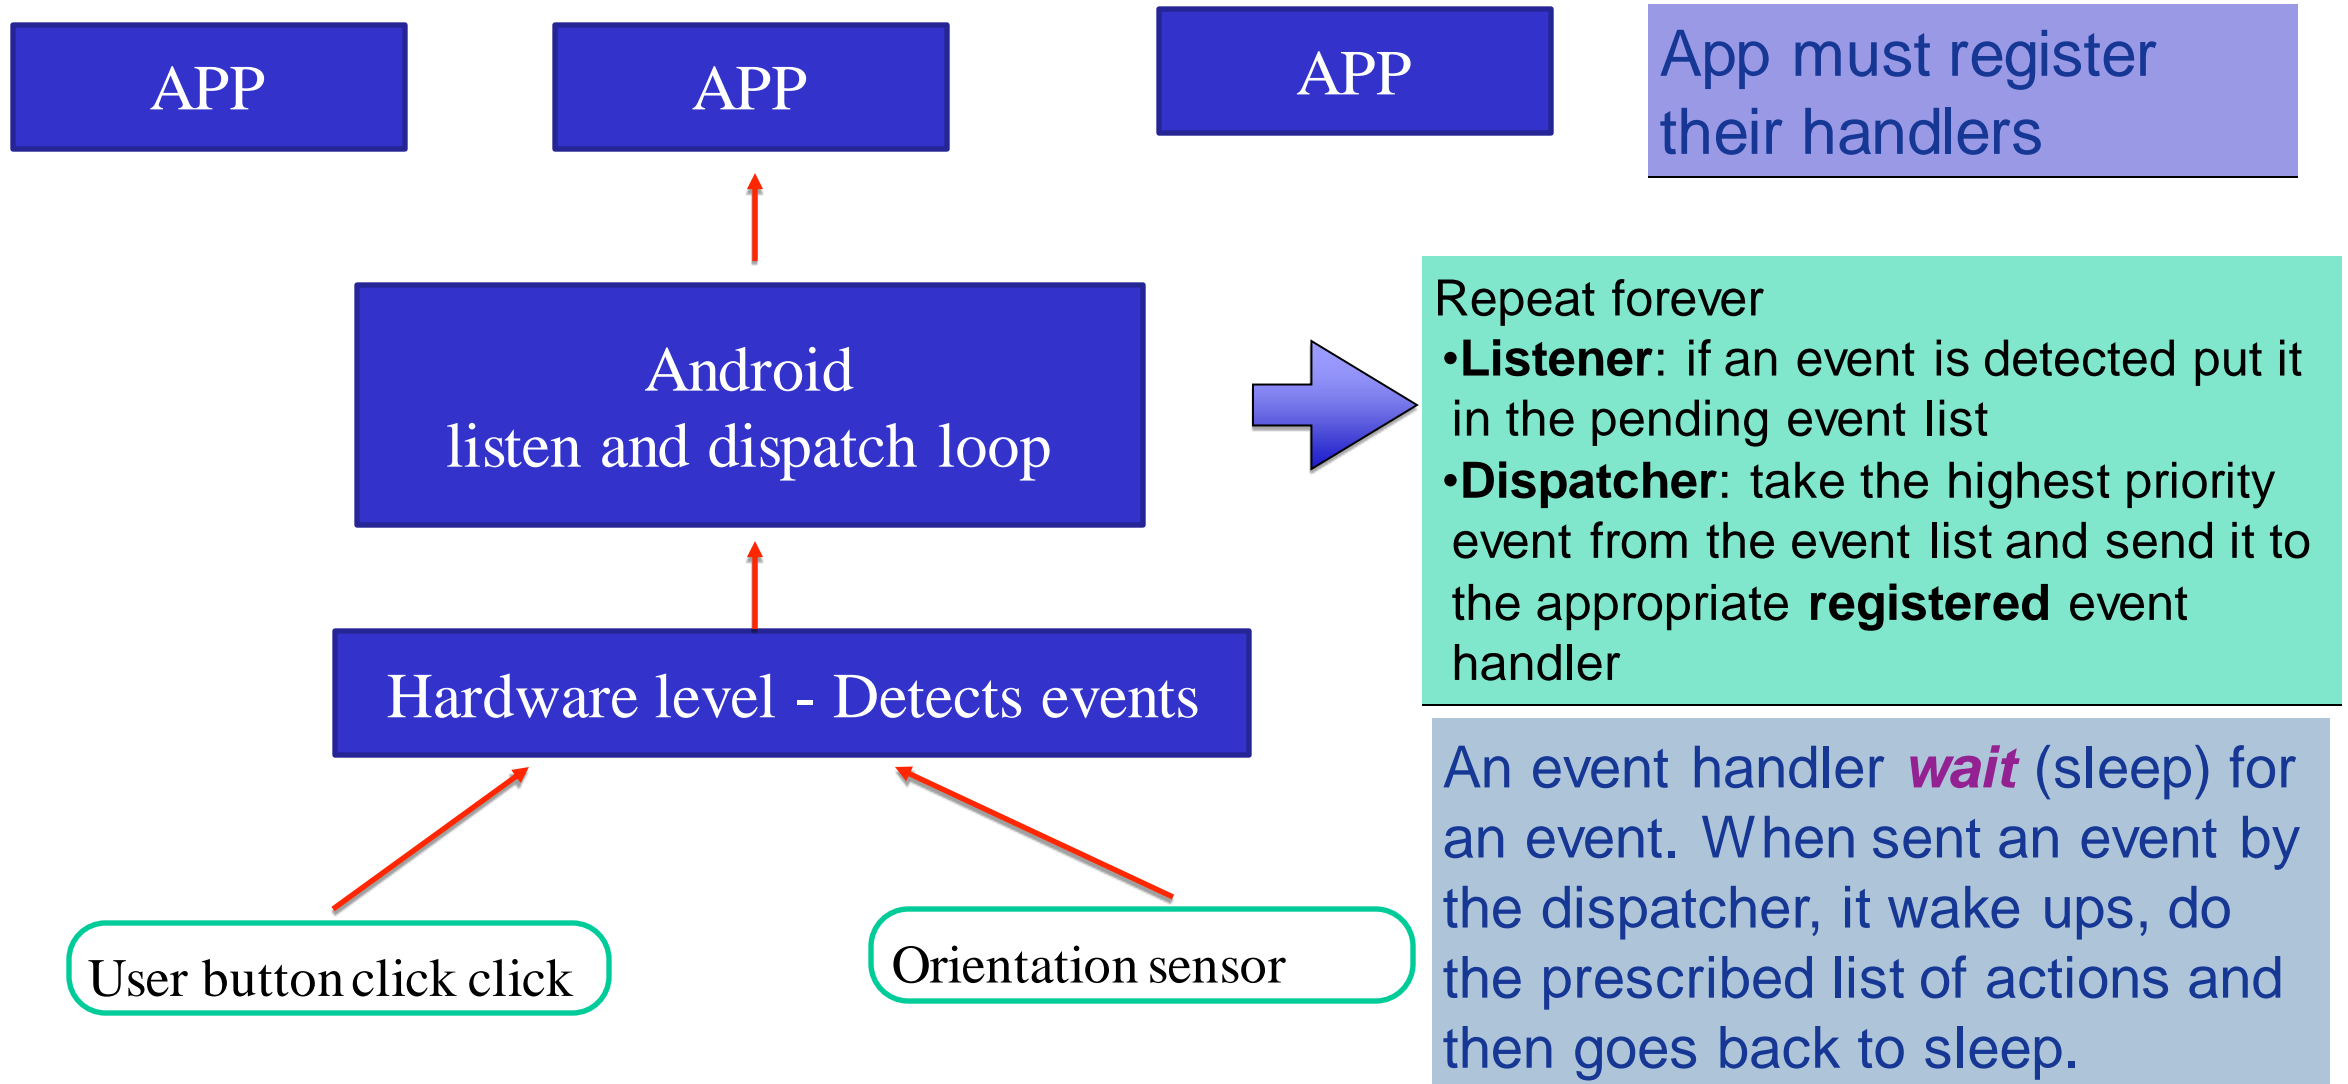 APP
APP
APP
App must register
their handlers
Android
listen and dispatch loop
Repeat forever
•Listener: if an event is detected put it
in the pending event list
•Dispatcher: take the highest priority
event from the event list and send it to
the appropriate registered event
handler
Hardware level - Detects events
User button click click
Orientation sensor
An event handler wait (sleep) for
an event. When sent an event by
the dispatcher, it wake ups, do
the prescribed list of actions and
then goes back to sleep.